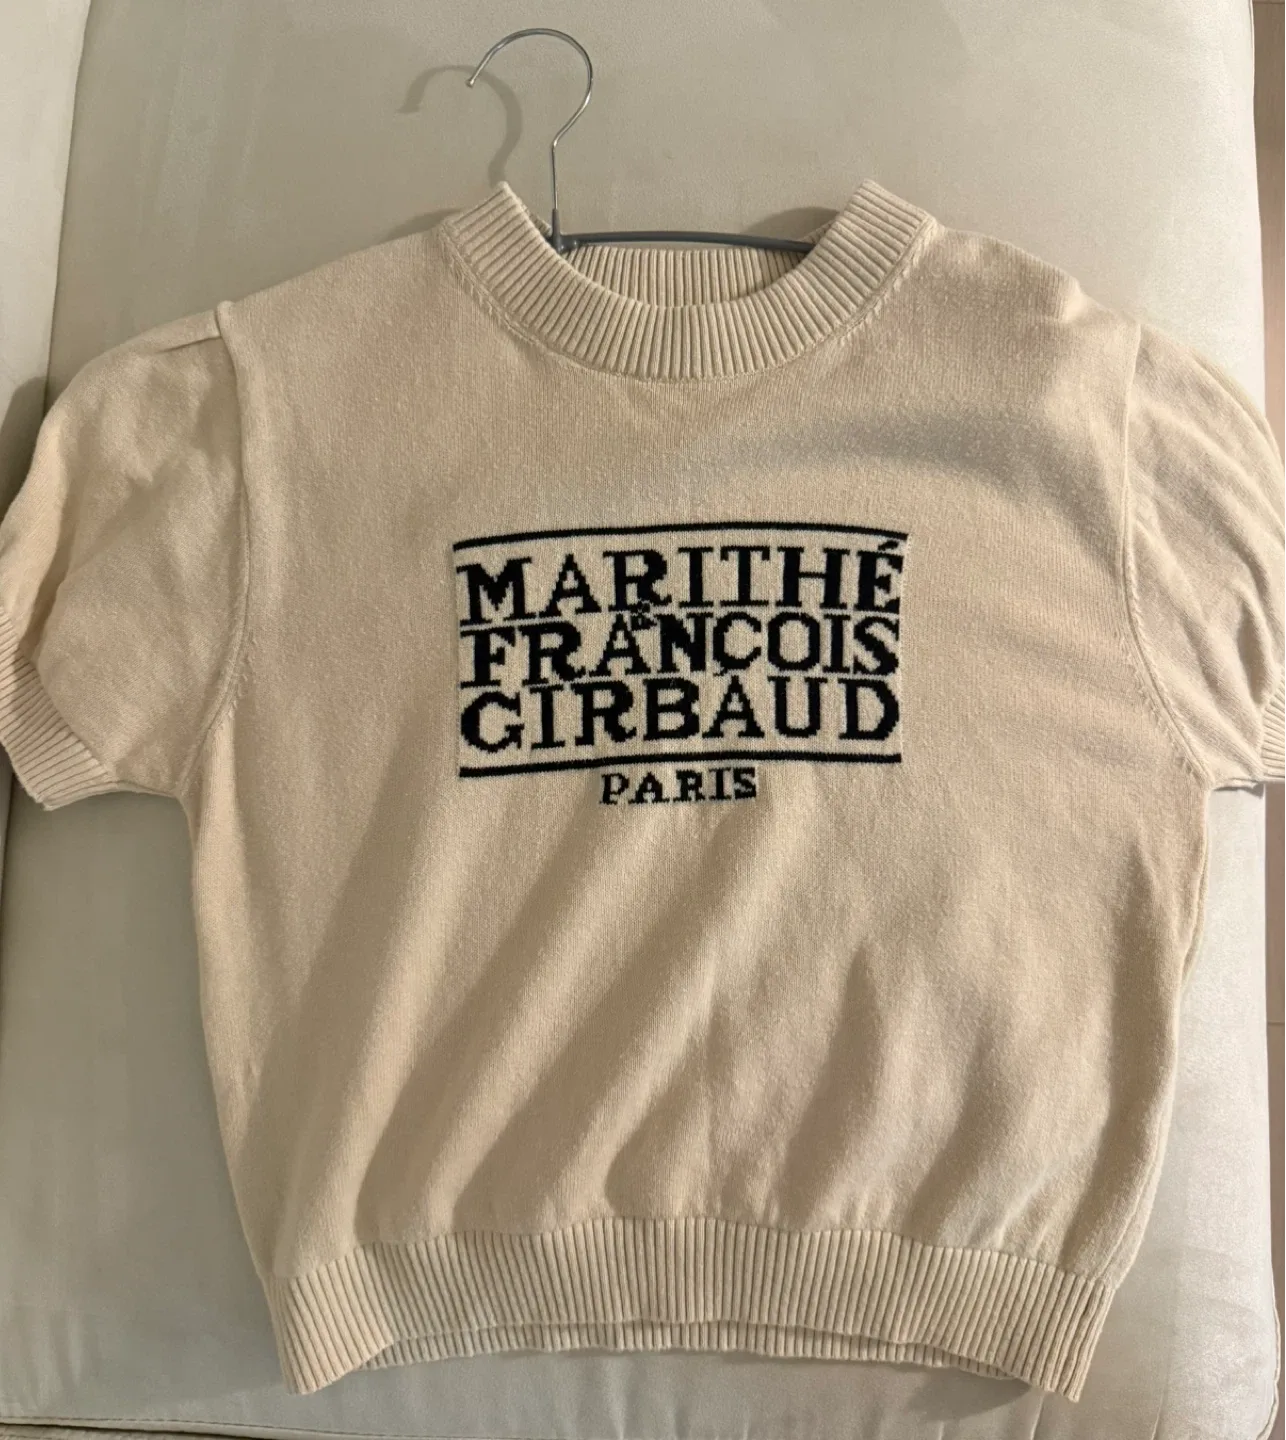 MARITHÉ
&
FRANÇOIS
GIRBAUD
PARIS